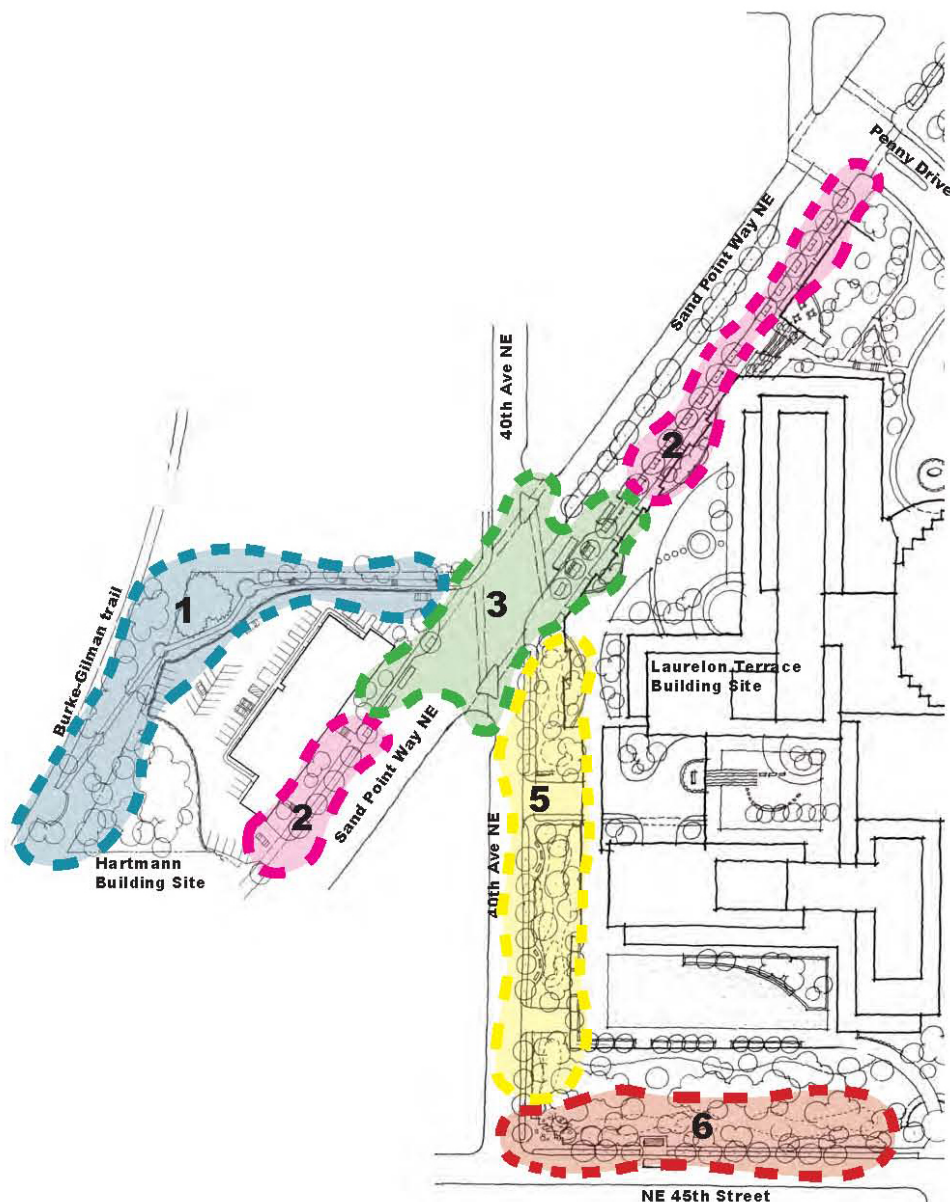 Penny Drive
Sand Point Way NE
40th Ave NE
2
1
3
Burke-Gilman trail
Laurelon Terrace
Building Site
Sand Point Way NE
5
2
40th Ave NE
Hartmann
Building Site
6
NE 45th Street